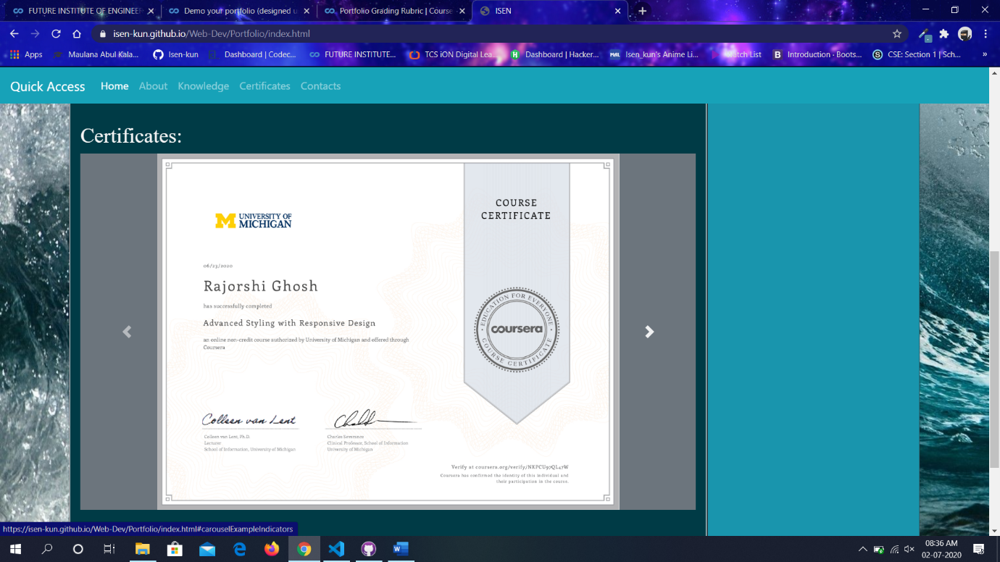 FUTURE INSTITUTE OF ENGINEER
Demo your portfolio (designed u
Portfolio Grading Rubric | Course
ISEN
isen-kun.github.io/Web-Dev/Portfolio/index.html
Apps
Maulana Abul Kala...
Isen-kun
Dashboard | Codec...
FUTURE INSTITUTE...
TCS iON Digital Lea...
Dashboard | Hacker...
MAL
Isen_kun's Anime Li...
Watch List
B
Introduction · Boots...
CSE: Section 1 | Sch...
»
Quick Access
Home
About
Knowledge
Certificates
Contacts
Certificates:
COURSE
CERTIFICATE
M UNIVERSITY OF
MICHIGAN
06/23/2020
Rajorshi Ghosh
has successfully completed
Advanced Styling with Responsive Design
an online non-credit course authorized by University of Michigan and offered through
Coursera
EDUCATION FOR EVERYONE
coursera
COURSE CERTIFICATE
Colleen van Lent
Colleen van Lent, Ph.D.
Lecturer
School of Information, University of Michigan
Charles Severance
Clinical Professor, School of Information
University of Michigan
Verify at coursera.org/verify/NKPCU97QL47W
Coursera has confirmed the identity of this individual and
their participation in the course.
https://isen-kun.github.io/Web-Dev/Portfolio/index.html#carouselExampleIndicators
08:36 AM
02-07-2020